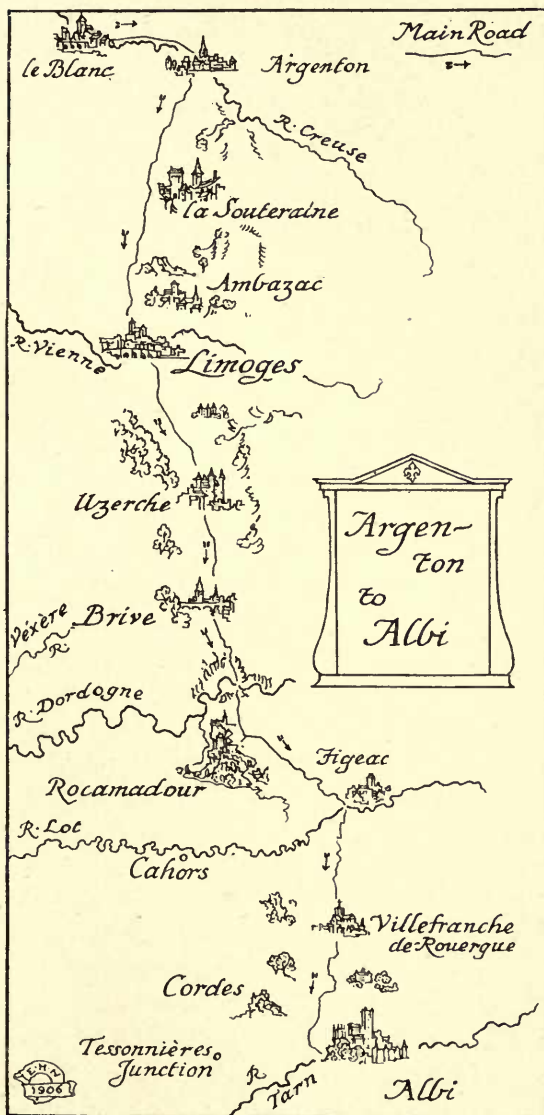 le Blanc
Argenton
Main Road
R. Creuse
la Souteraine
Ambazac
R. Vienne
Limoges
Uzerche
Argen-
ton
to
Albi
Véxère
R.
Brive
R. Dordogne
Rocamadour
Figeac
R. Lot
Cahors
Villefranche
de-Rouergue
Cordes
Tessonnières
Junction
R
Tarn
Albi
E.H.N
1906